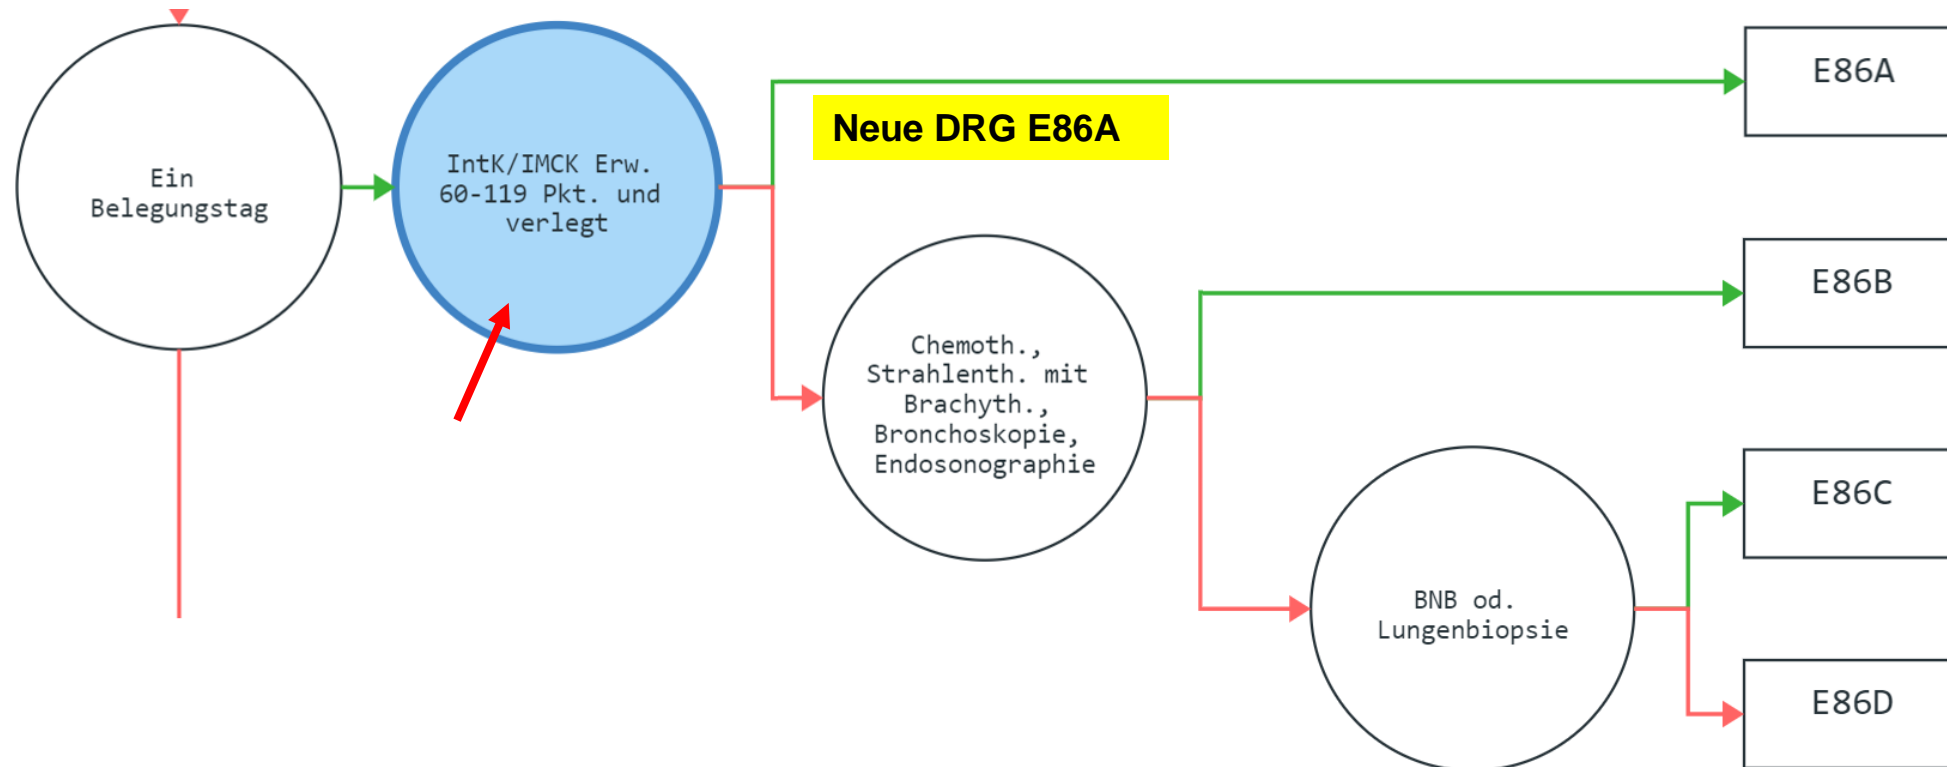 Ein
Belegungstag
IntK/IMCK Erw.
60-119 Pkt. und
verlegt
Neue DRG E86A
E86A
Chemoth.,
Strahlenth. mit
Brachyth.,
Bronchoskopie,
Endosonographie
E86B
BNB od.
Lungenbiopsie
E86C
E86D